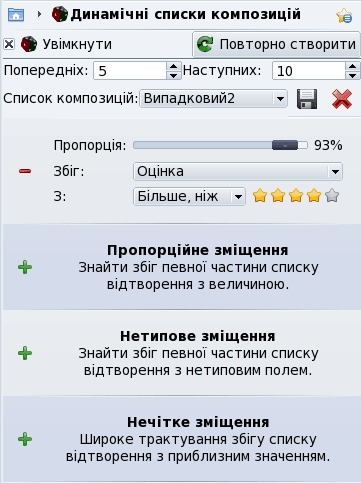 Динамічні списки композицій
Увімкнути Повторно створити
Попередніх: 5 Наступних: 10
Список композицій: Випадковий2
Пропорція: 93%
Збіг: Оцінка
З: Більше, ніж
Пропорційне зміщення
Знайти збіг певної частини списку
відтворення з величиною.
Нетипове зміщення
Знайти збіг певної частини списку
відтворення з нетиповим полем.
Нечітке зміщення
Широке трактування збігу списку
відтворення з приблизним значенням.